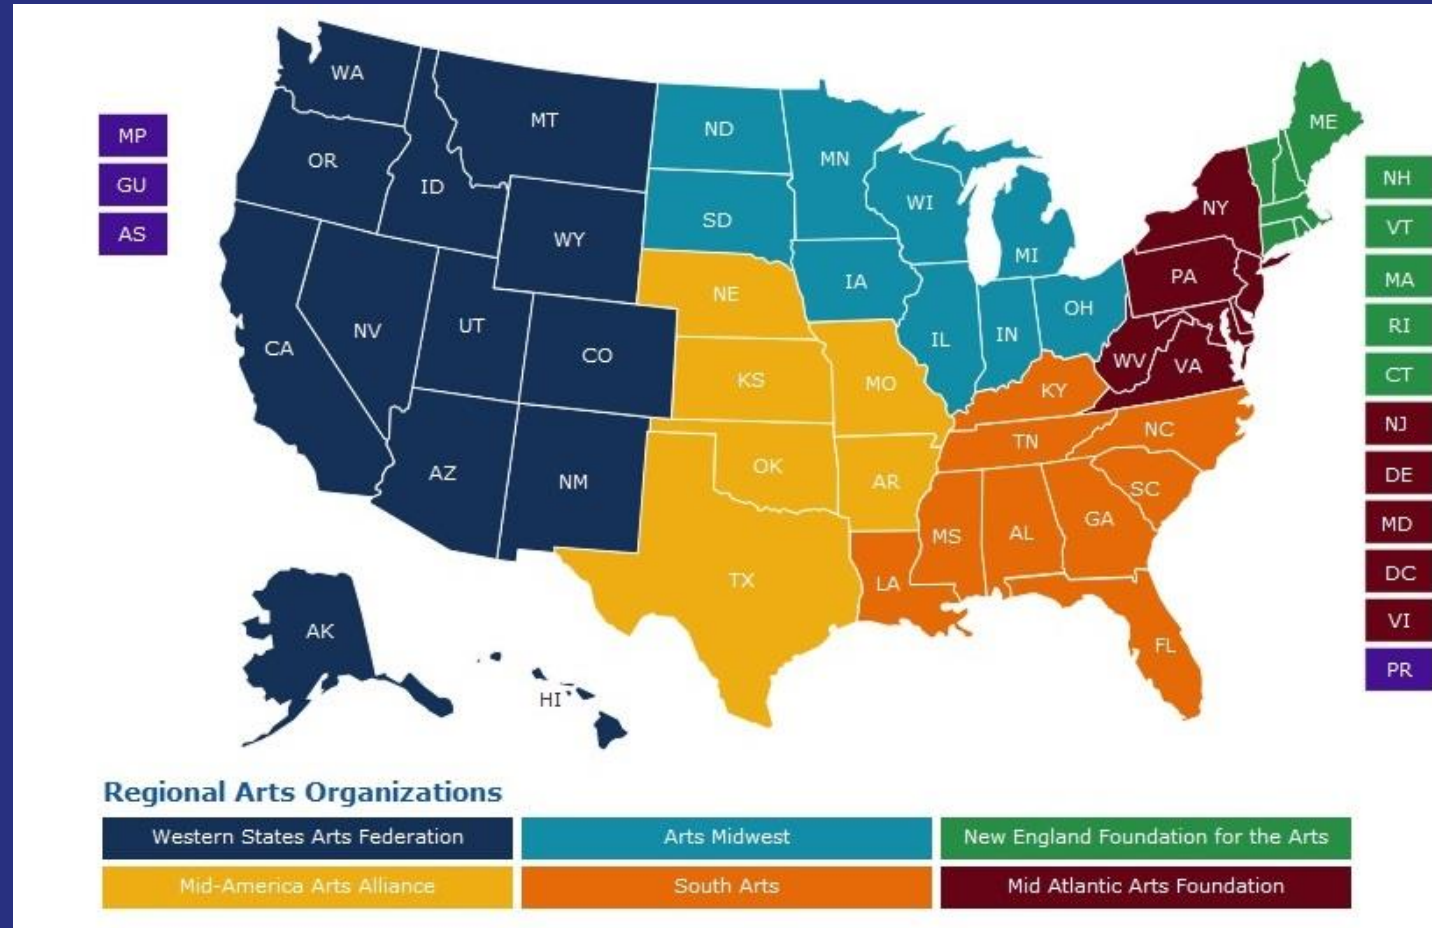 WA
MT
ND
MN
ME
MP
OR
ID
WI
NH
GU
SD
NY
VT
AS
WY
MI
PA
MA
NE
IA
OH
RI
NV
UT
CO
IL
IN
CA
KS
MO
WV
VA
CT
KY
NJ
AZ
NM
OK
AR
TN
NC
DE
SC
MS
AL
GA
MD
TX
LA
DC
AK
FL
VI
HI
PR
Regional Arts Organizations
Western States Arts Federation
Arts Midwest
New England Foundation for the Arts
Mid-America Arts Alliance
South Arts
Mid Atlantic Arts Foundation